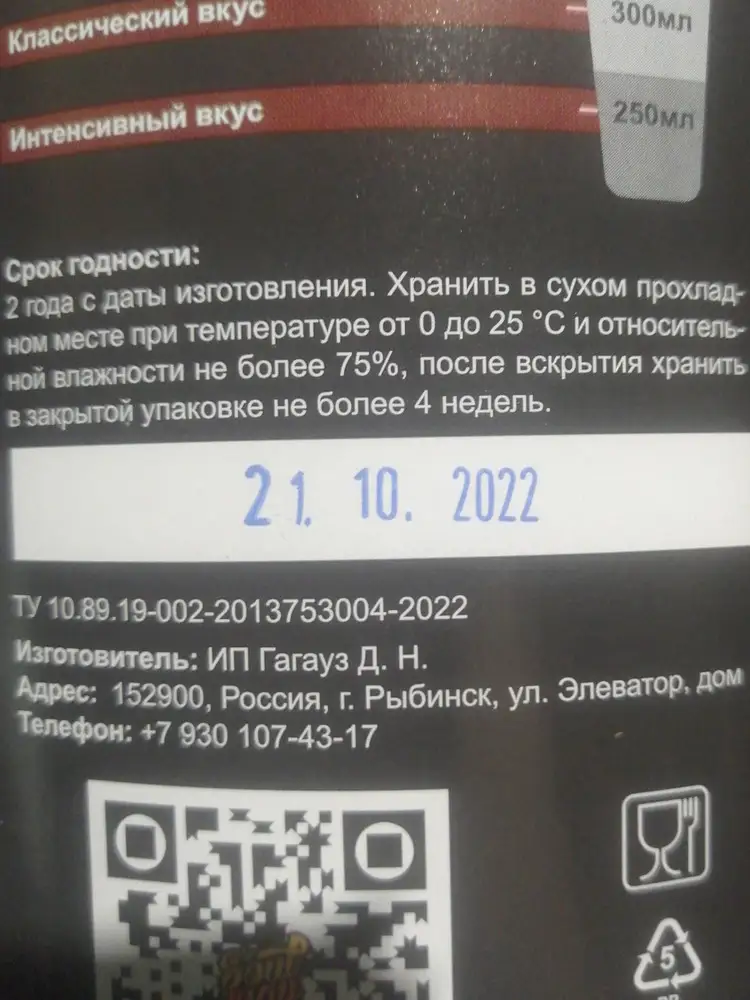 Классический вкус
300мл
Интенсивный вкус
250мл
Срок годности:
2 года с даты изготовления. Хранить в сухом прохлад-
ном месте при температуре от 0 до 25 °C и относитель-
ной влажности не более 75%, после вскрытия хранить
в закрытой упаковке не более 4 недель.
21. 10. 2022
ТУ 10.89.19-002-2013753004-2022
Изготовитель: ИП Гагауз Д. Н.
Адрес: 152900, Россия, г. Рыбинск, ул. Элеватор, дом
Телефон: +7 930 107-43-17
5